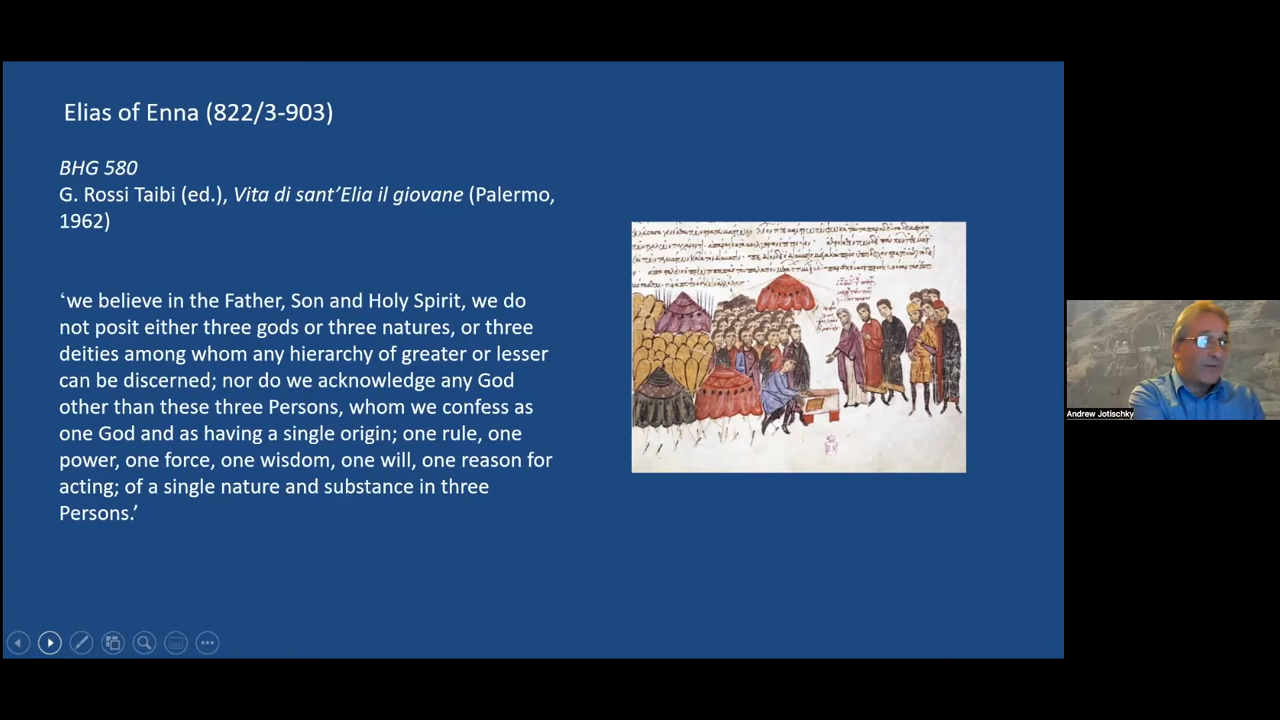 Elias of Enna (822/3-903)
BHG 580
G. Rossi Taibi (ed.), Vita di sant’Elia il giovane (Palermo,
1962)
‘we believe in the Father, Son and Holy Spirit, we do
not posit either three gods or three natures, or three
deities among whom any hierarchy of greater or lesser
can be discerned; nor do we acknowledge any God
other than these three Persons, whom we confess as
one God and as having a single origin; one rule, one
power, one force, one wisdom, one will, one reason for
acting; of a single nature and substance in three
Persons.’
Andrew Jotischky